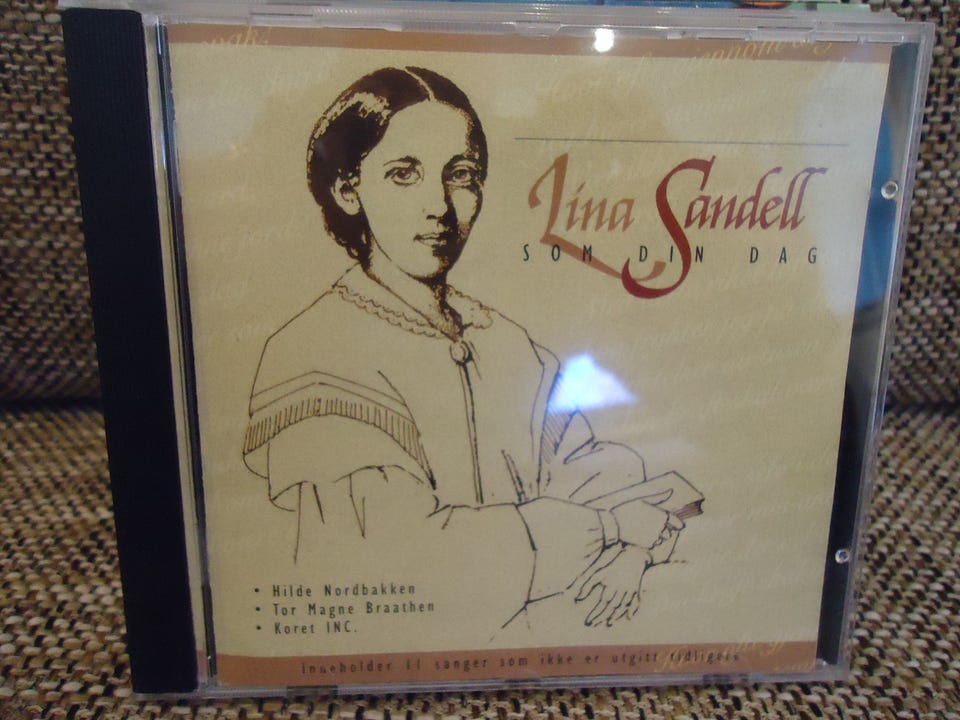 Lina Sandell
SOM DIN DAG
• Hilde Nordbakken
• Tor Magne Braathen
• Koret INC.
Inneholder 11 sanger som ikke er utgitt tidligere